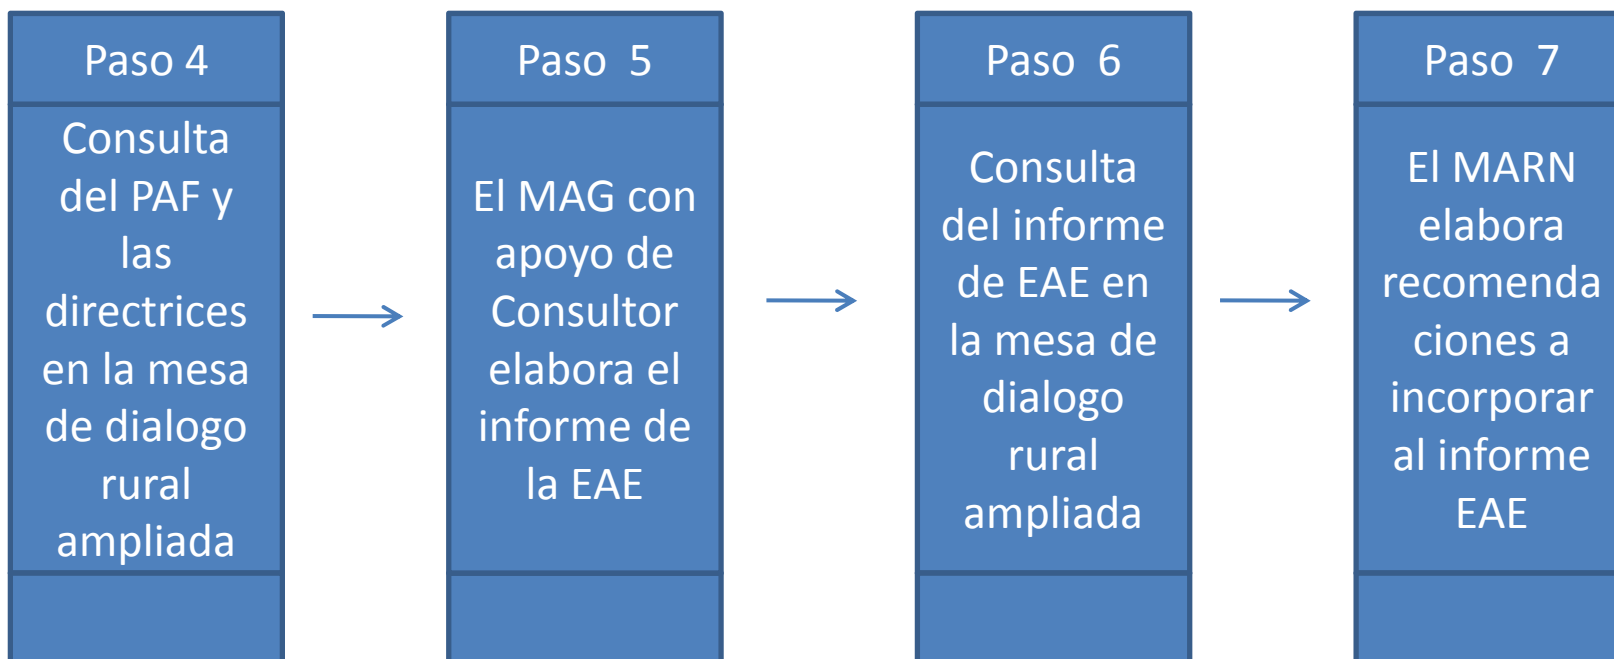 Paso 4
Consulta
del PAF y
las
directrices
en la mesa
de dialogo
rural
ampliada
Paso  5
El MAG con
apoyo de
Consultor
elabora el
informe de
la EAE
Paso  6
Consulta
del informe
de EAE en
la mesa de
dialogo
rural
ampliada
Paso  7
El MARN
elabora
recomenda
ciones a
incorporar
al informe
EAE